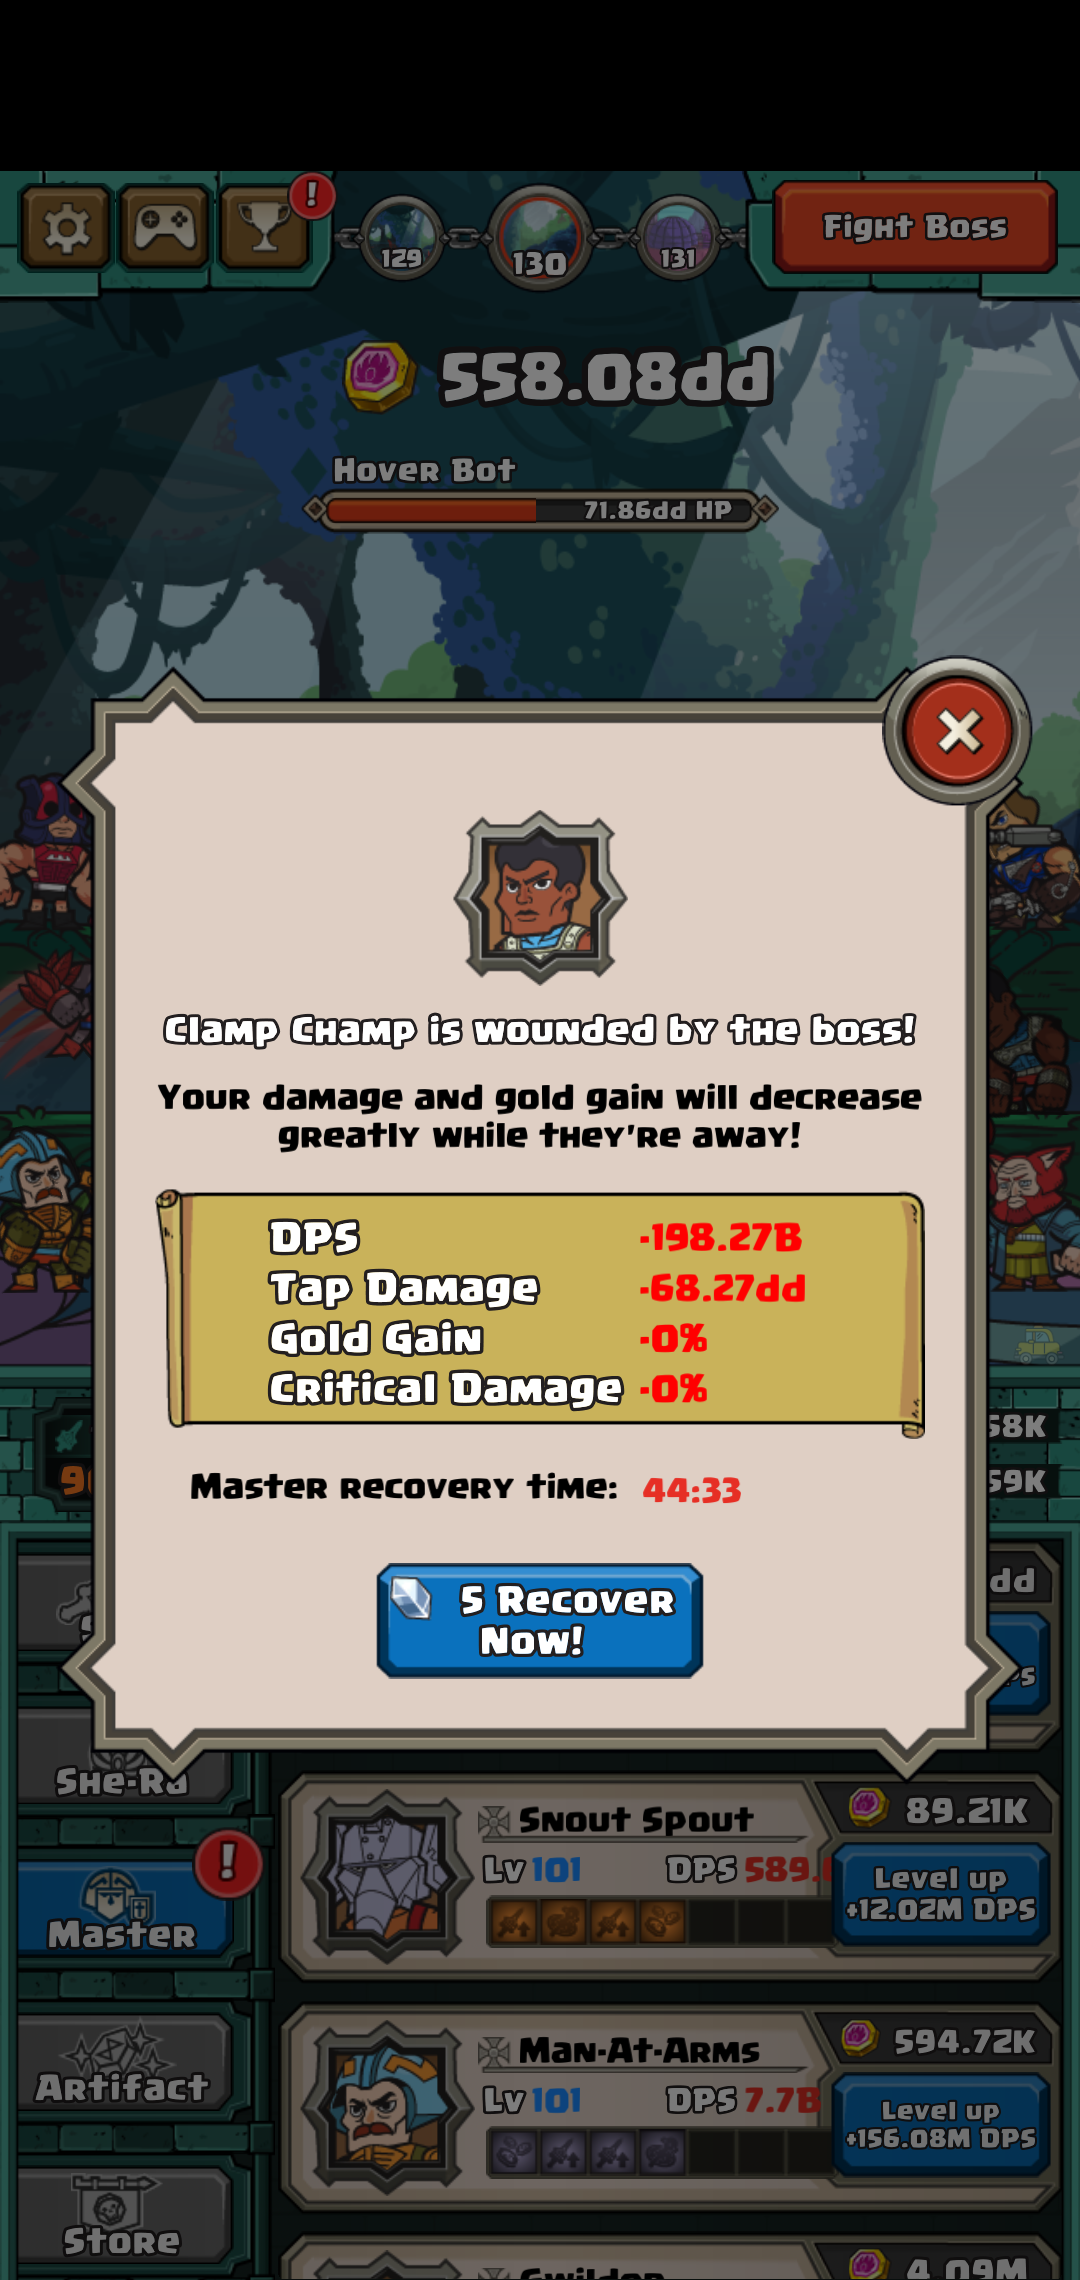 !
129
130
131
Fight Boss
558.08dd
Hover Bot
71.86dd HP
Clamp Champ is wounded by the boss!
Your damage and gold gain will decrease
greatly while they're away!
DPS -198.27B
Tap Damage -68.27dd
Gold Gain -0%
Critical Damage -0%
Master recovery time: 44:33
5 Recover
Now!
dd
She-Ra
Snout Spout
89.21K
Lv 101 DPS 589.
Level up
+12.02M DPS
!
Master
Man-At-Arms
594.72K
Lv 101 DPS 7.7B
Level up
+156.08M DPS
Artifact
Store
4.09M